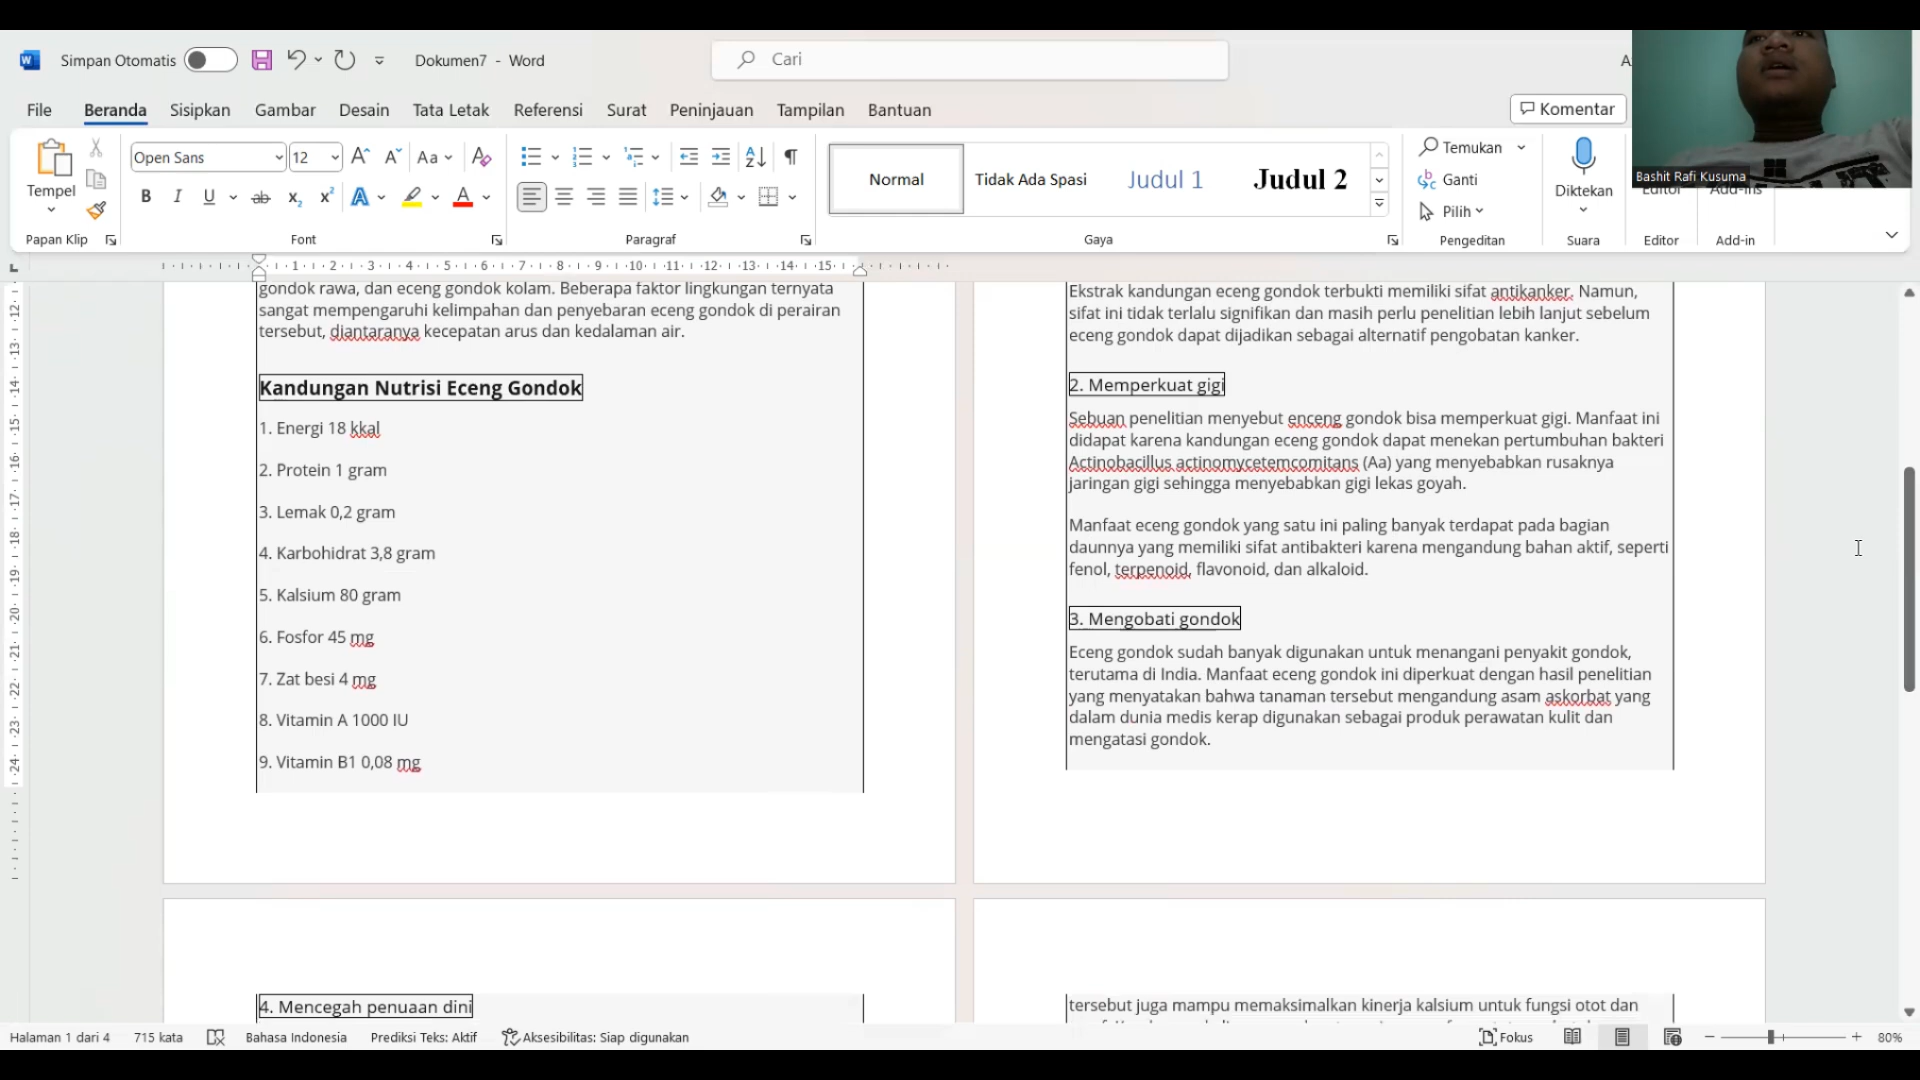 Simpan Otomatis
Dokumen7 - Word
Cari
File Beranda Sisipkan Gambar Desain Tata Letak Referensi Surat Peninjauan Tampilan Bantuan
Komentar
Bashit Rafi Kusuma
Tempel
Open Sans 12
Normal Tidak Ada Spasi Judul 1 Judul 2
Temukan
Ganti
Pilih
Diktekan
Papan Klip Font Paragraf Gaya Pengeditan Suara Editor Add-in
gondok rawa, dan eceng gondok kolam. Beberapa faktor lingkungan ternyata
sangat mempengaruhi kelimpahan dan penyebaran eceng gondok di perairan
tersebut, diantaranya kecepatan arus dan kedalaman air.
Kandungan Nutrisi Eceng Gondok
1. Energi 18 kkal
2. Protein 1 gram
3. Lemak 0,2 gram
4. Karbohidrat 3,8 gram
5. Kalsium 80 gram
6. Fosfor 45 mg
7. Zat besi 4 mg
8. Vitamin A 1000 IU
9. Vitamin B1 0,08 mg
Ekstrak kandungan eceng gondok terbukti memiliki sifat antikanker. Namun,
sifat ini tidak terlalu signifikan dan masih perlu penelitian lebih lanjut sebelum
eceng gondok dapat dijadikan sebagai alternatif pengobatan kanker.
2. Memperkuat gigi
Sebuan penelitian menyebut enceng gondok bisa memperkuat gigi. Manfaat ini
didapat karena kandungan eceng gondok dapat menekan pertumbuhan bakteri
Actinobacillus actinomycetemcomitans (Aa) yang menyebabkan rusaknya
jaringan gigi sehingga menyebabkan gigi lekas goyah.
Manfaat eceng gondok yang satu ini paling banyak terdapat pada bagian
daunnya yang memiliki sifat antibakteri karena mengandung bahan aktif, seperti
fenol, terpenoid, flavonoid, dan alkaloid.
3. Mengobati gondok
Eceng gondok sudah banyak digunakan untuk menangani penyakit gondok,
terutama di India. Manfaat eceng gondok ini diperkuat dengan hasil penelitian
yang menyatakan bahwa tanaman tersebut mengandung asam askorbat yang
dalam dunia medis kerap digunakan sebagai produk perawatan kulit dan
mengatasi gondok.
4. Mencegah penuaan dini
tersebut juga mampu memaksimalkan kinerja kalsium untuk fungsi otot dan
Halaman 1 dari 4 715 kata Bahasa Indonesia Prediksi Teks: Aktif Aksesibilitas: Siap digunakan Fokus 80%